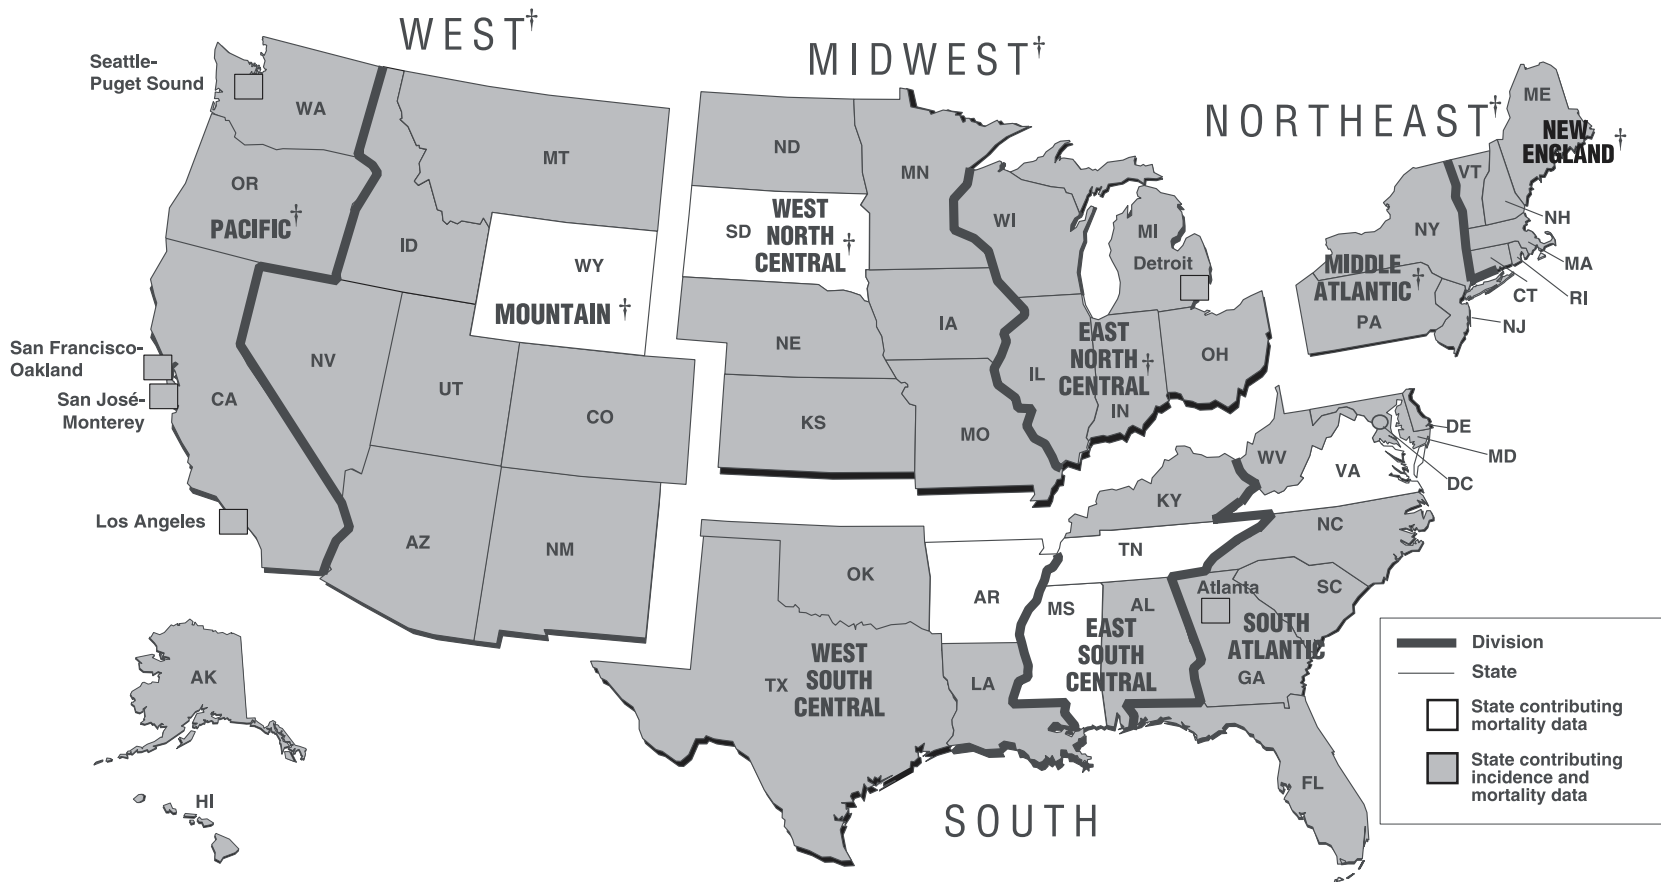 WEST†
MIDWEST†
NORTHEAST†
SOUTH
Seattle-
Puget Sound
WA
OR
PACIFIC†
ID
MT
WY
MOUNTAIN †
San Francisco-
Oakland
San José-
Monterey
CA
NV
UT
CO
Los Angeles
AZ
NM
AK
HI
ND
SD
WEST
NORTH
CENTRAL†
NE
KS
MN
IA
MO
WI
MI
Detroit
EAST
NORTH
CENTRAL†
IL
IN
OH
ME
NEW
ENGLAND†
VT
NH
MA
RI
CT
NY
MIDDLE
ATLANTIC†
PA
NJ
DE
MD
DC
WV
VA
KY
NC
TN
SC
Atlanta
SOUTH
ATLANTIC
GA
FL
MS
AL
EAST
SOUTH
CENTRAL
OK
AR
TX
WEST
SOUTH
CENTRAL
LA
Division
State
State contributing
mortality data
State contributing
incidence and
mortality data